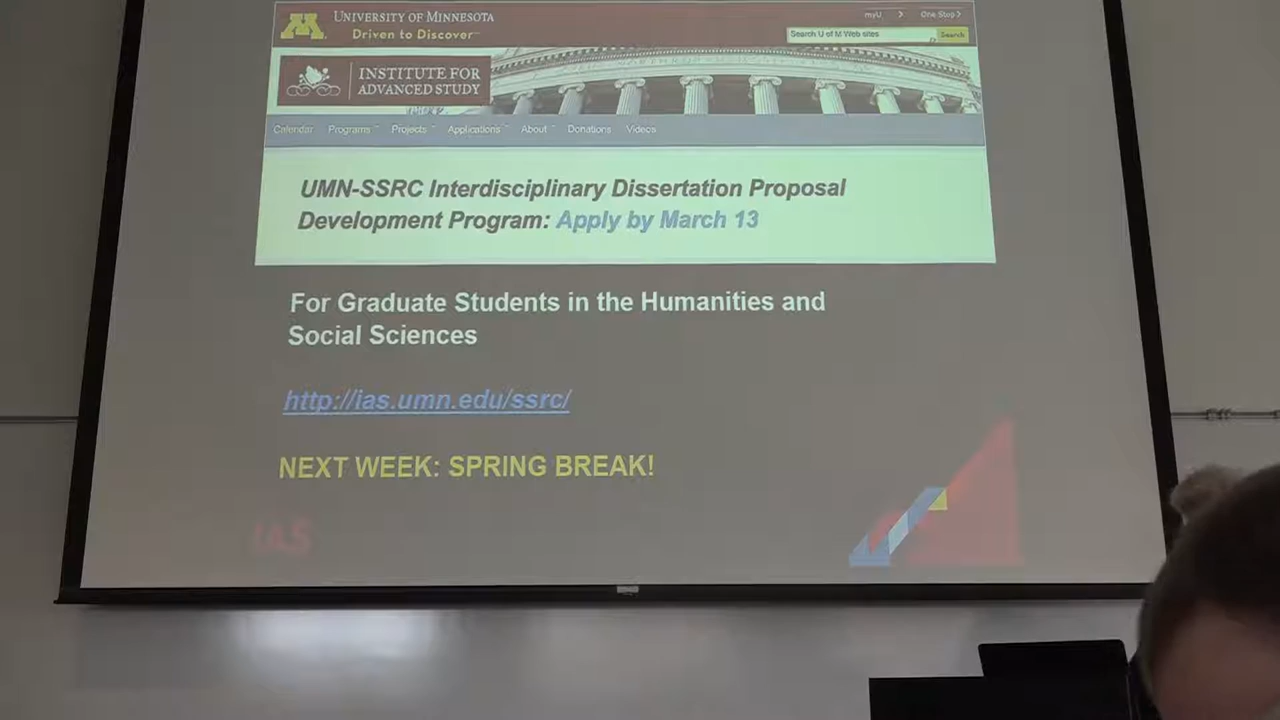 UNIVERSITY OF MINNESOTA
Driven to Discover
myU
One Stop
Search U of M Web sites
Search
INSTITUTE FOR
ADVANCED STUDY
Calendar Programs Projects Applications About Donations Videos
UMN-SSRC Interdisciplinary Dissertation Proposal
Development Program: Apply by March 13
For Graduate Students in the Humanities and
Social Sciences
http://ias.umn.edu/ssrc/
NEXT WEEK: SPRING BREAK!
IAS